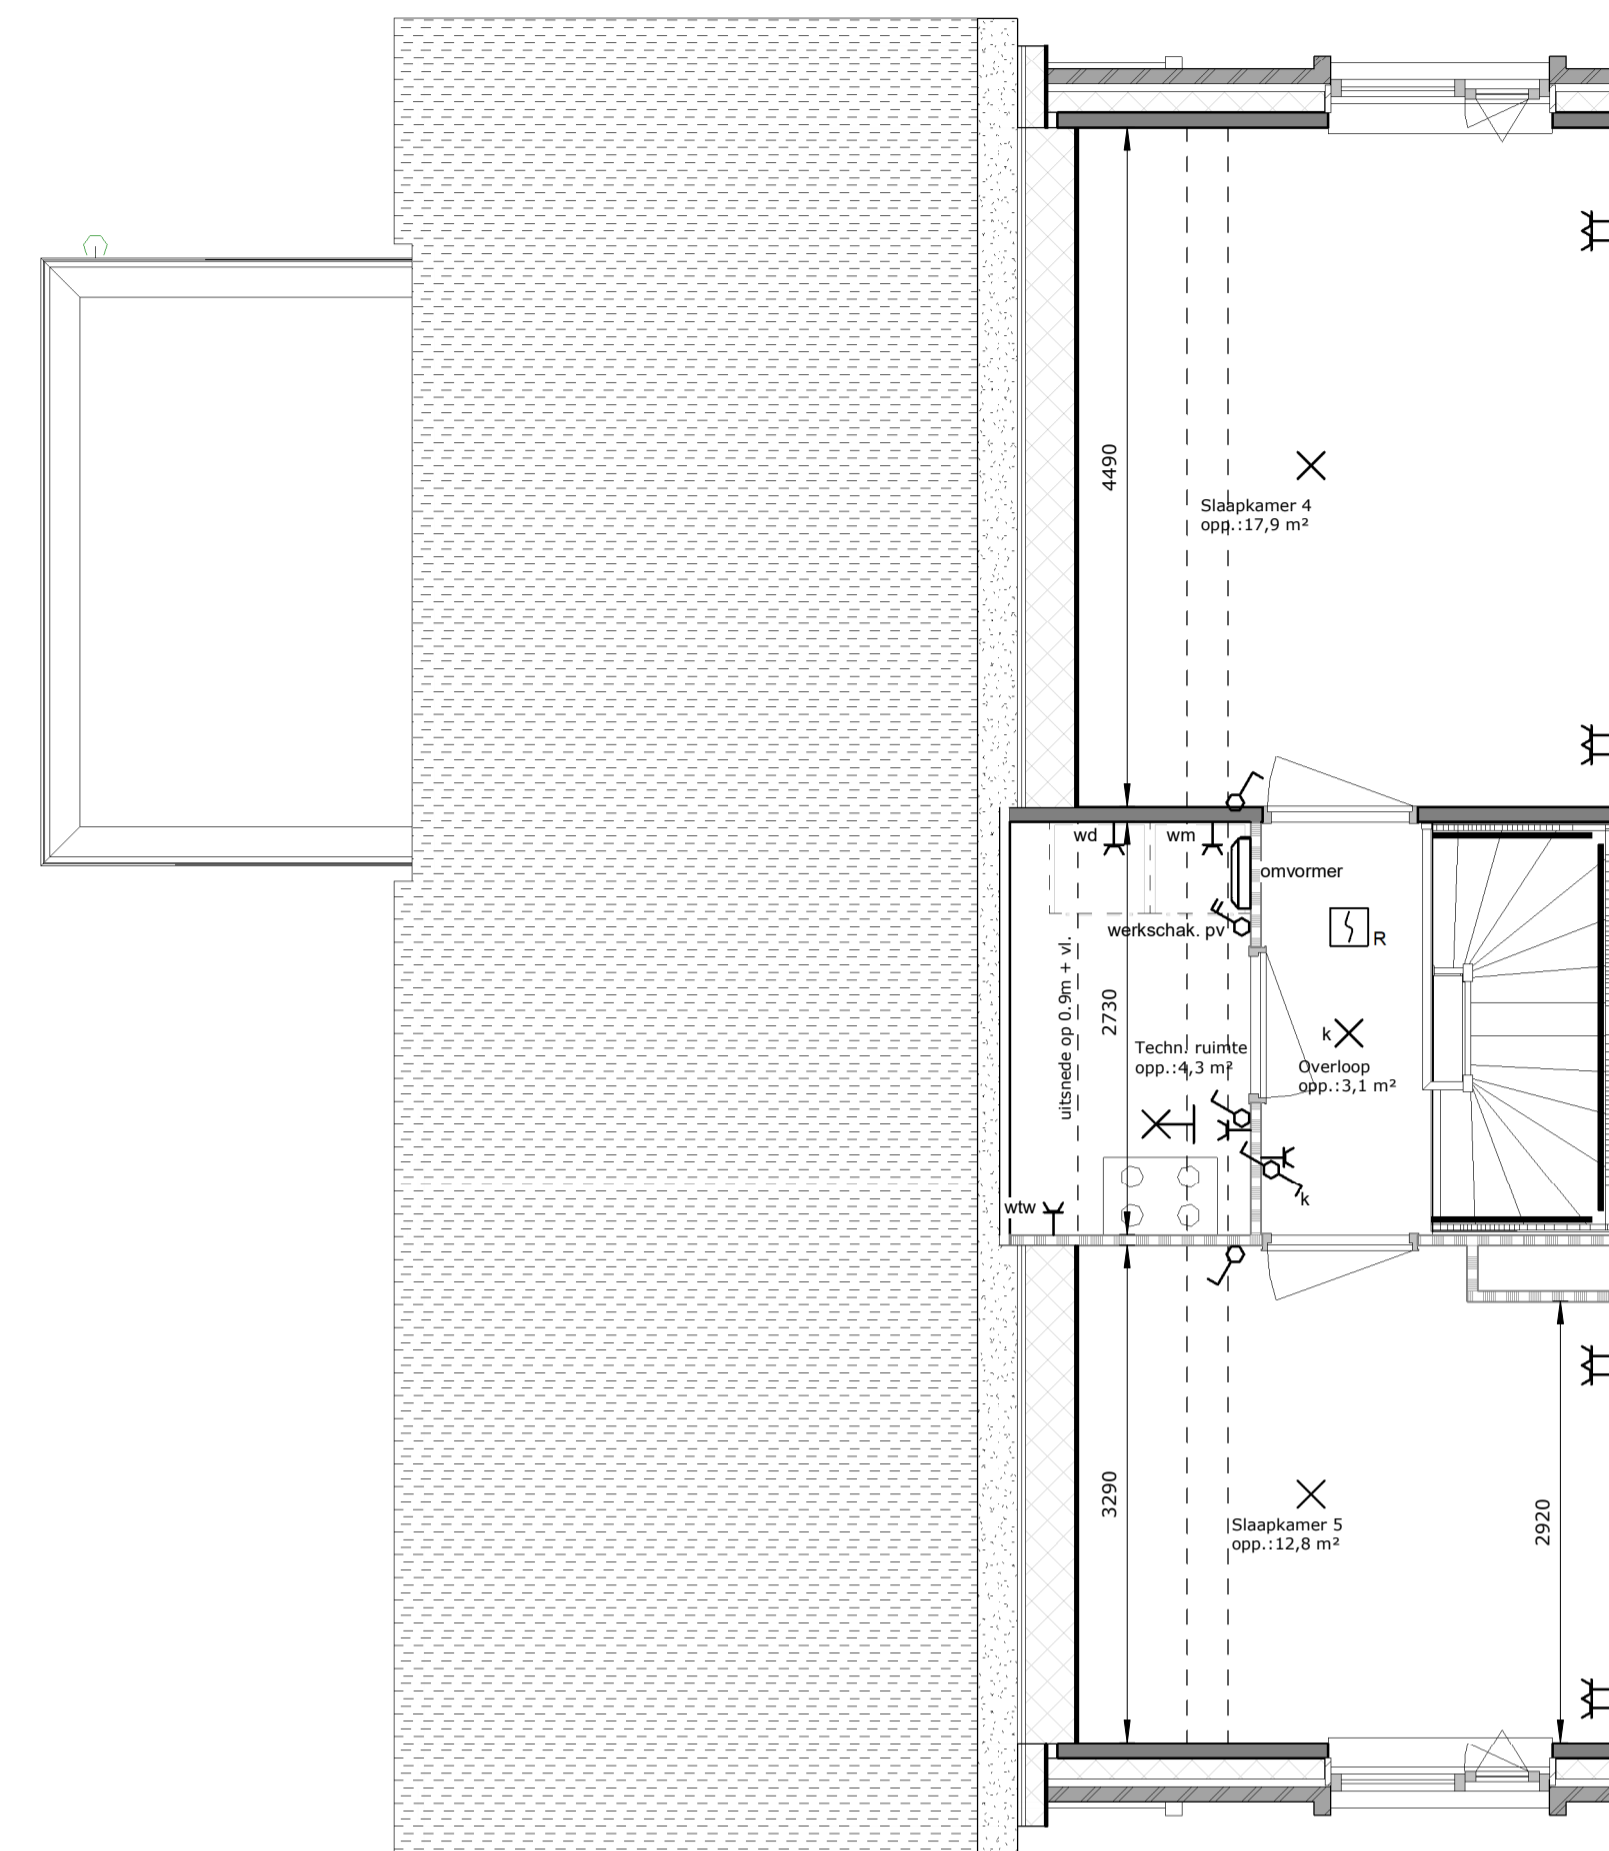 4490
Slaapkamer 4
opp.:17,9 m²
wd
wm
omvormer
werkschak. pv
R
uitsnede op 0.9m + vl.
2730
k
Techn. ruimte
opp.:4,3 m²
Overloop
opp.:3,1 m²
k
wtw
3290
2920
Slaapkamer 5
opp.:12,8 m²